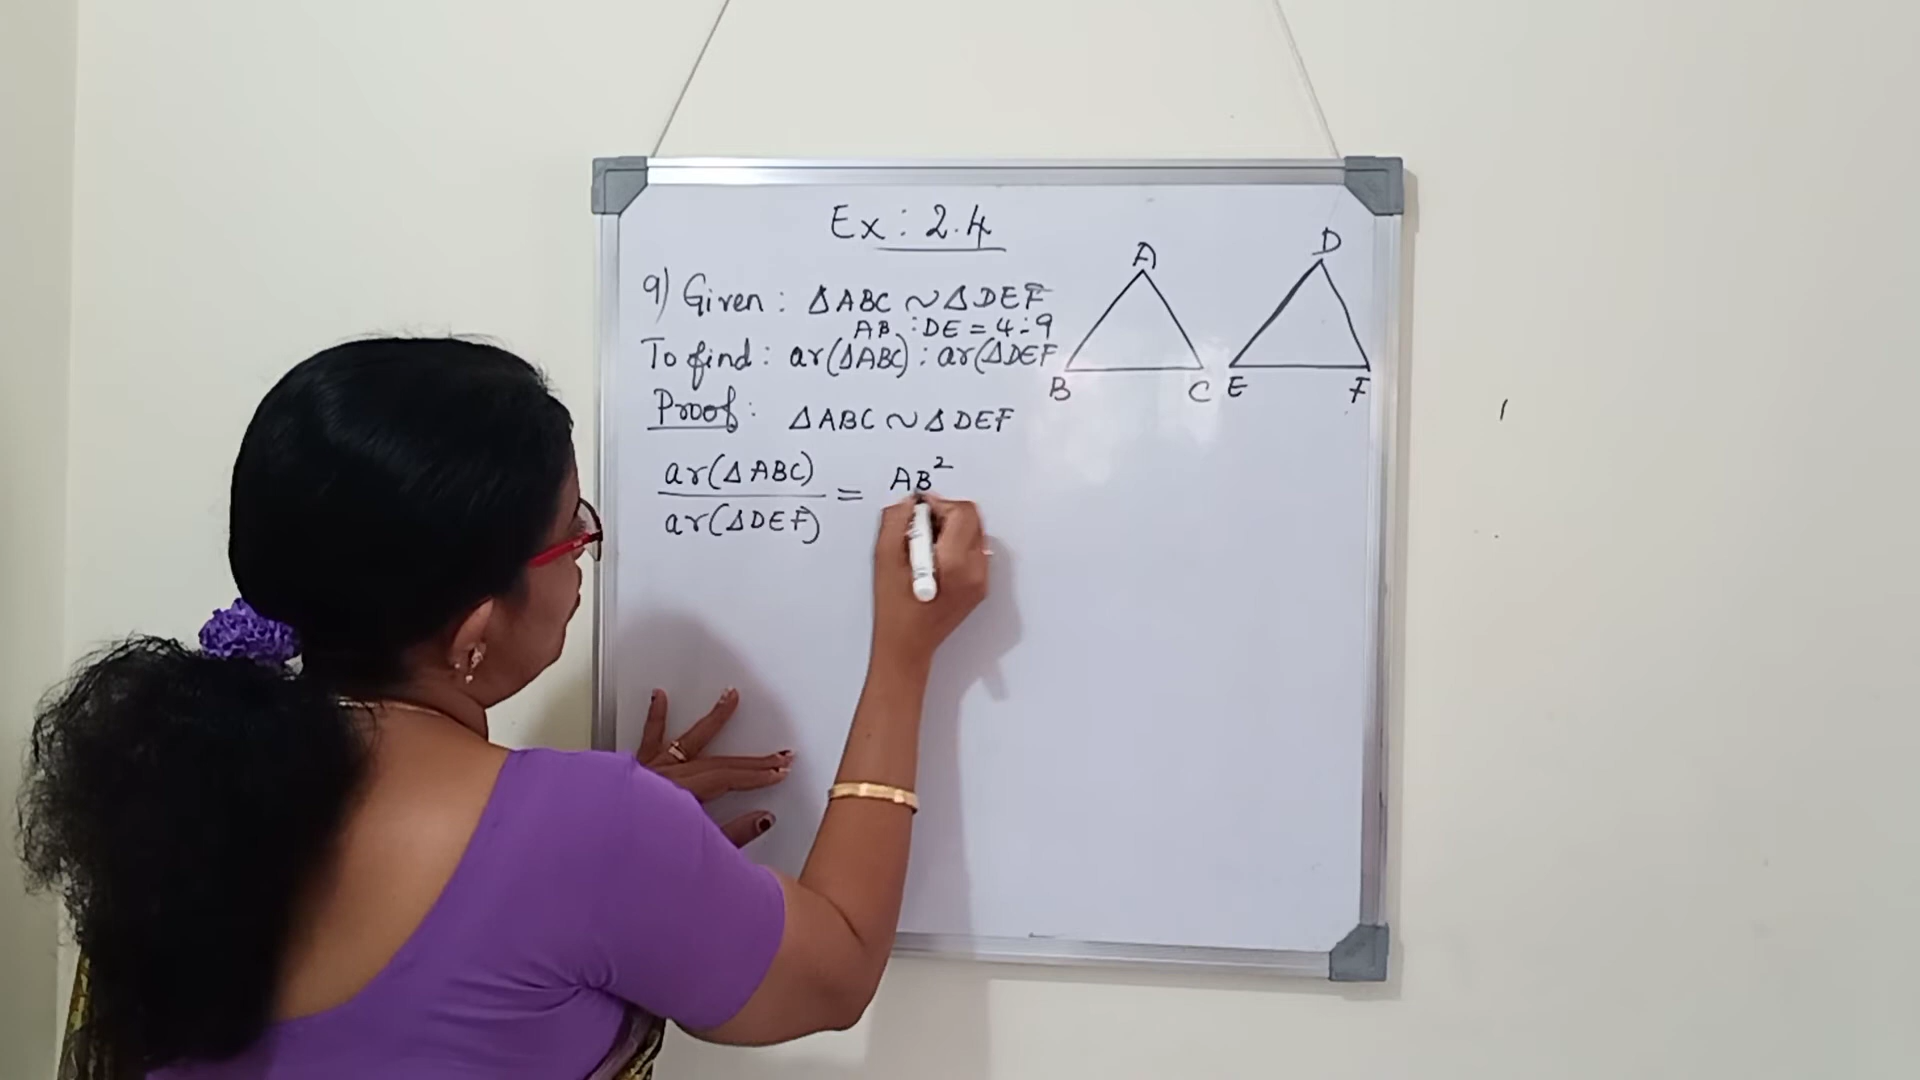 Ex: 2.4
9) Given: ΔABC ~ ΔDEF
AB : DE = 4:9
To find: ar(ΔABC) : ar(ΔDEF
Proof: ΔABC ~ ΔDEF
ar(ΔABC)
ar(ΔDEF)
= AB²
A
B
C
D
E
F